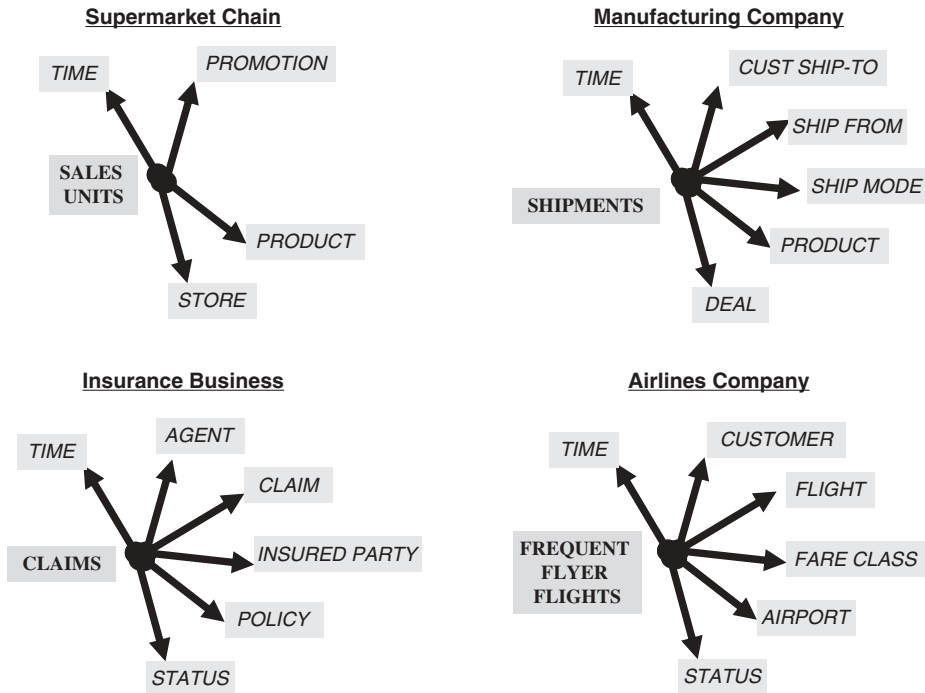 Supermarket Chain
TIME
PROMOTION
SALES
UNITS
PRODUCT
STORE
Manufacturing Company
TIME
CUST SHIP-TO
SHIP FROM
SHIP MODE
SHIPMENTS
PRODUCT
DEAL
Insurance Business
TIME
AGENT
CLAIM
CLAIMS
INSURED PARTY
POLICY
STATUS
Airlines Company
TIME
CUSTOMER
FLIGHT
FREQUENT
FLYER
FLIGHTS
FARE CLASS
AIRPORT
STATUS